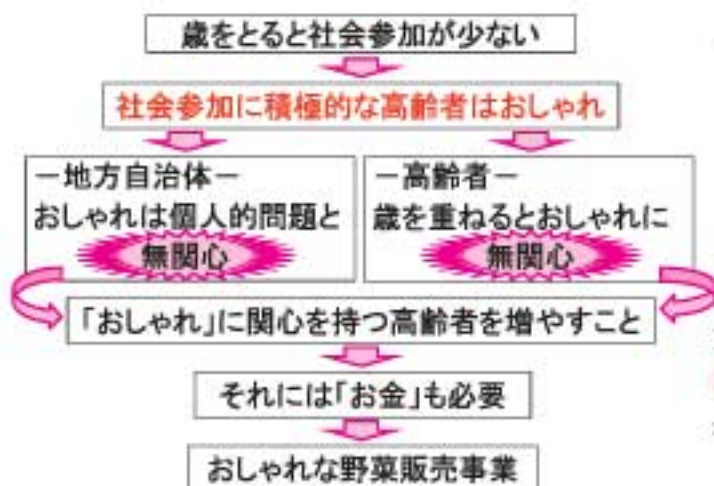 歳をとると社会参加が少ない
社会参加に積極的な高齢者はおしゃれ
－地方自治体－
おしゃれは個人的問題と
無関心
－高齢者－
歳を重ねるとおしゃれに
無関心
「おしゃれ」に関心を持つ高齢者を増やすこと
それには「お金」も必要
おしゃれな野菜販売事業